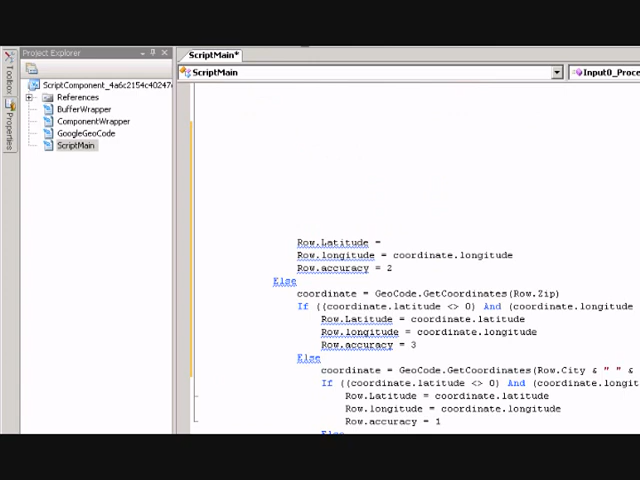 Project Explorer
ScriptMain*
ScriptMain
Input0_Proce
Toolbox
Properties
ScriptComponent_4a6c2154c40247
References
BufferWrapper
ComponentWrapper
GoogleGeoCode
ScriptMain
Row.Latitude =
Row.longitude = coordinate.longitude
Row.accuracy = 2
Else
coordinate = GeoCode.GetCoordinates(Row.Zip)
If ((coordinate.latitude <> 0) And (coordinate.longitude
Row.Latitude = coordinate.latitude
Row.longitude = coordinate.longitude
Row.accuracy = 3
Else
coordinate = GeoCode.GetCoordinates(Row.City & " " &
If ((coordinate.latitude <> 0) And (coordinate.longit
Row.Latitude = coordinate.latitude
Row.longitude = coordinate.longitude
Row.accuracy = 1
Else